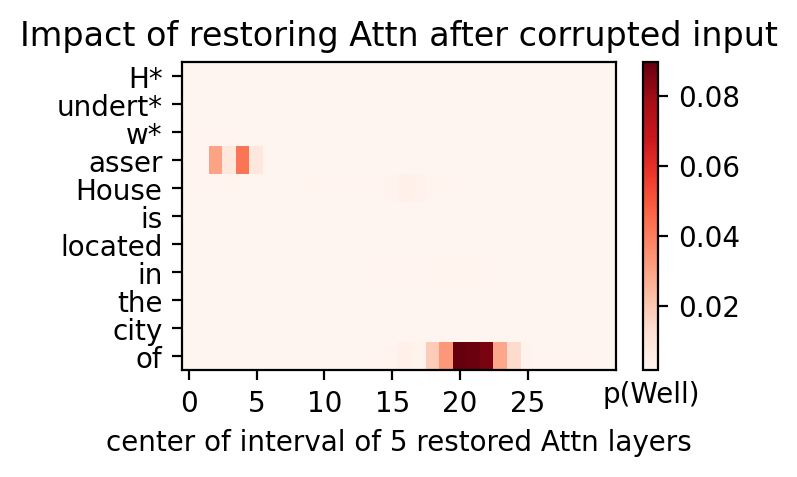 Impact of restoring Attn after corrupted input
H*
undert*
w*
asser
House
is
located
in
the
city
of
0 5 10 15 20 25
center of interval of 5 restored Attn layers
0.08
0.06
0.04
0.02
p(Well)